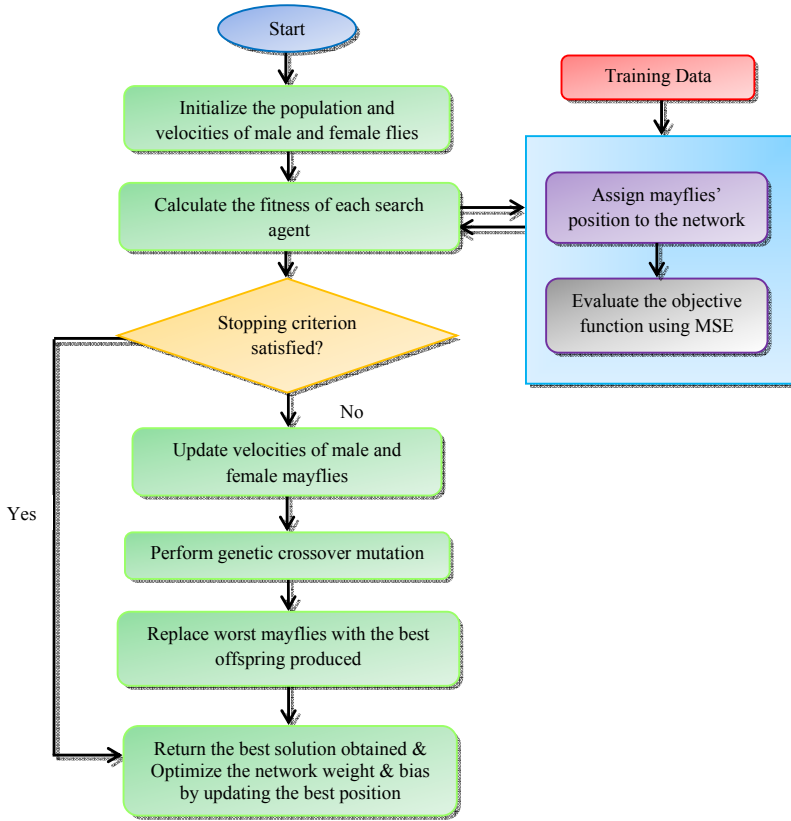 Start
Initialize the population and
velocities of male and female flies
Calculate the fitness of each search
agent
Stopping criterion
satisfied?
No
Yes
Update velocities of male and
female mayflies
Perform genetic crossover mutation
Replace worst mayflies with the best
offspring produced
Return the best solution obtained &
Optimize the network weight & bias
by updating the best position
Training Data
Assign mayflies’
position to the network
Evaluate the objective
function using MSE